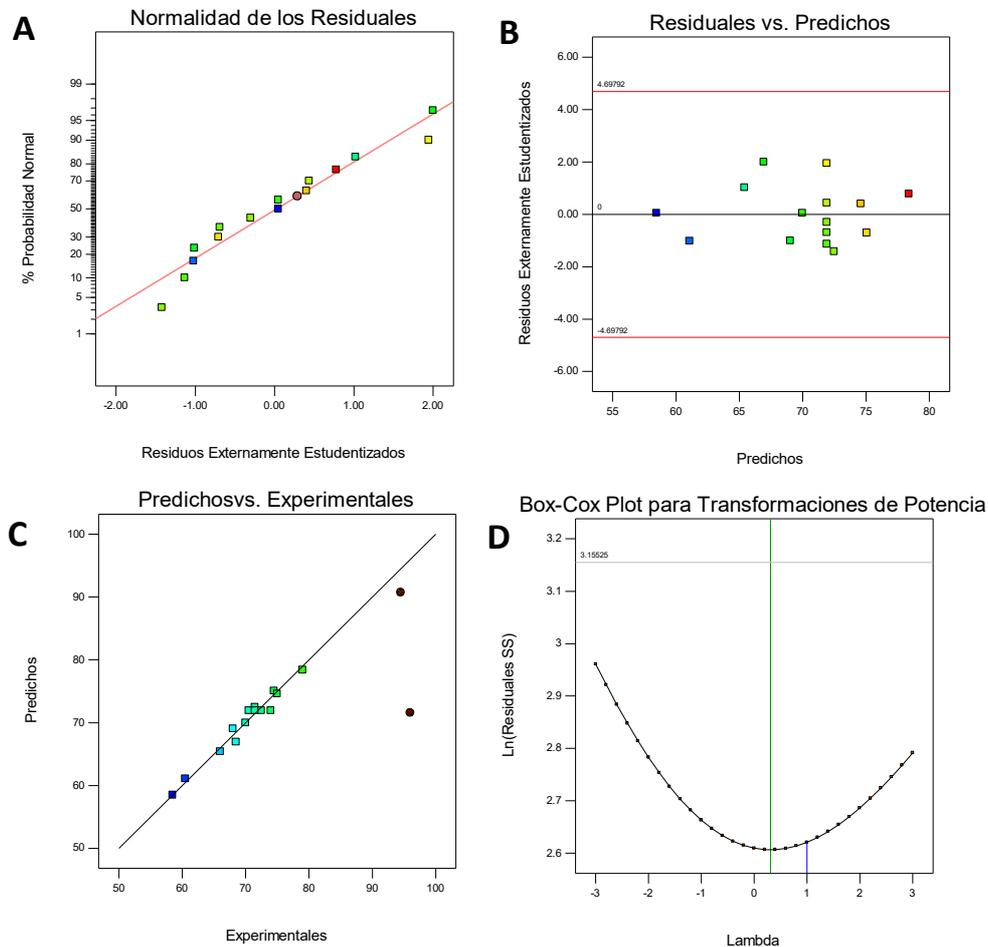 A
Normalidad de los Residuales
% Probabilidad Normal
99
95
90
80
70
50
30
20
10
5
1
-2.00 -1.00 0.00 1.00 2.00
Residuos Externamente Estudentizados
B
Residuales vs. Predichos
Residuos Externamente Estudentizados
6.00
4.69792
4.00
2.00
0
0.00
-2.00
-4.00
-4.69792
-6.00
55 60 65 70 75 80
Predichos
C
Predichosvs. Experimentales
Predichos
100
90
80
70
60
50
50 60 70 80 90 100
Experimentales
D
Box-Cox Plot para Transformaciones de Potencia
Ln(Residuales SS)
3.2
3.15525
3.1
3
2.9
2.8
2.7
2.6
-3 -2 -1 0 1 2 3
Lambda